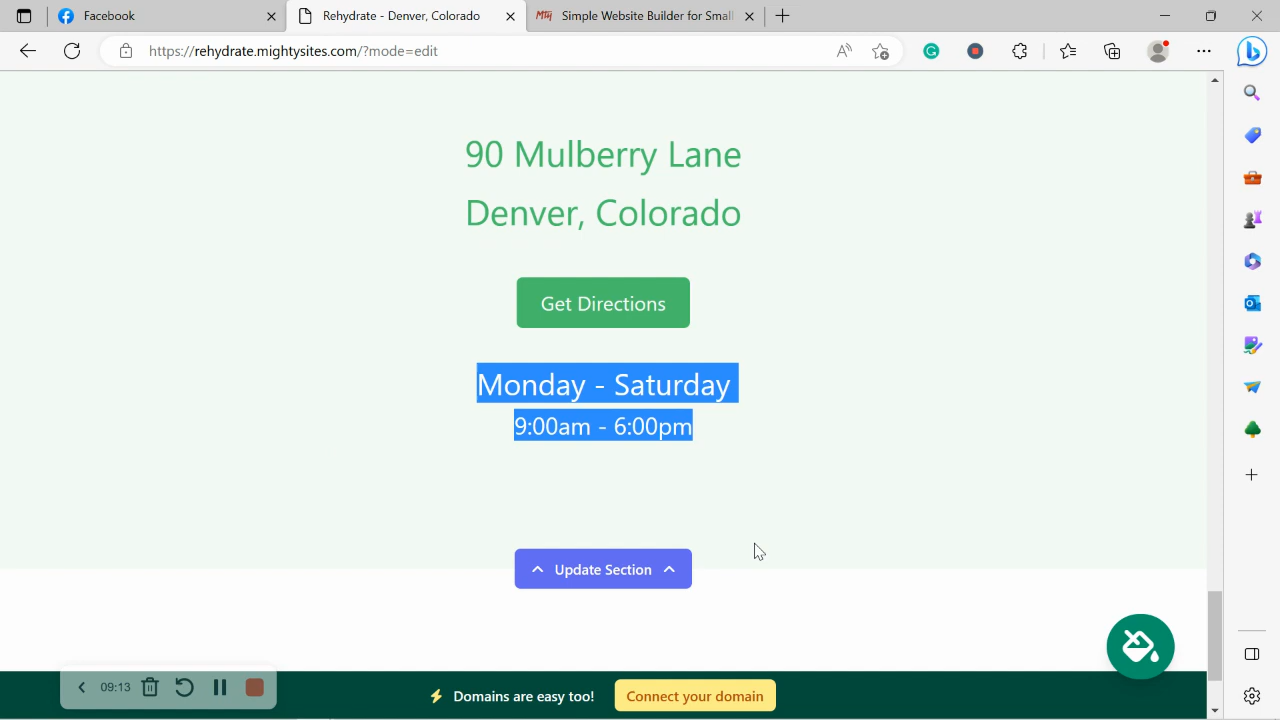 Facebook
Rehydrate - Denver, Colorado
MTY Simple Website Builder for Small
https://rehydrate.mightysites.com/?mode=edit
90 Mulberry Lane
Denver, Colorado
Get Directions
Monday - Saturday
9:00am - 6:00pm
Update Section
09:13
Domains are easy too!
Connect your domain